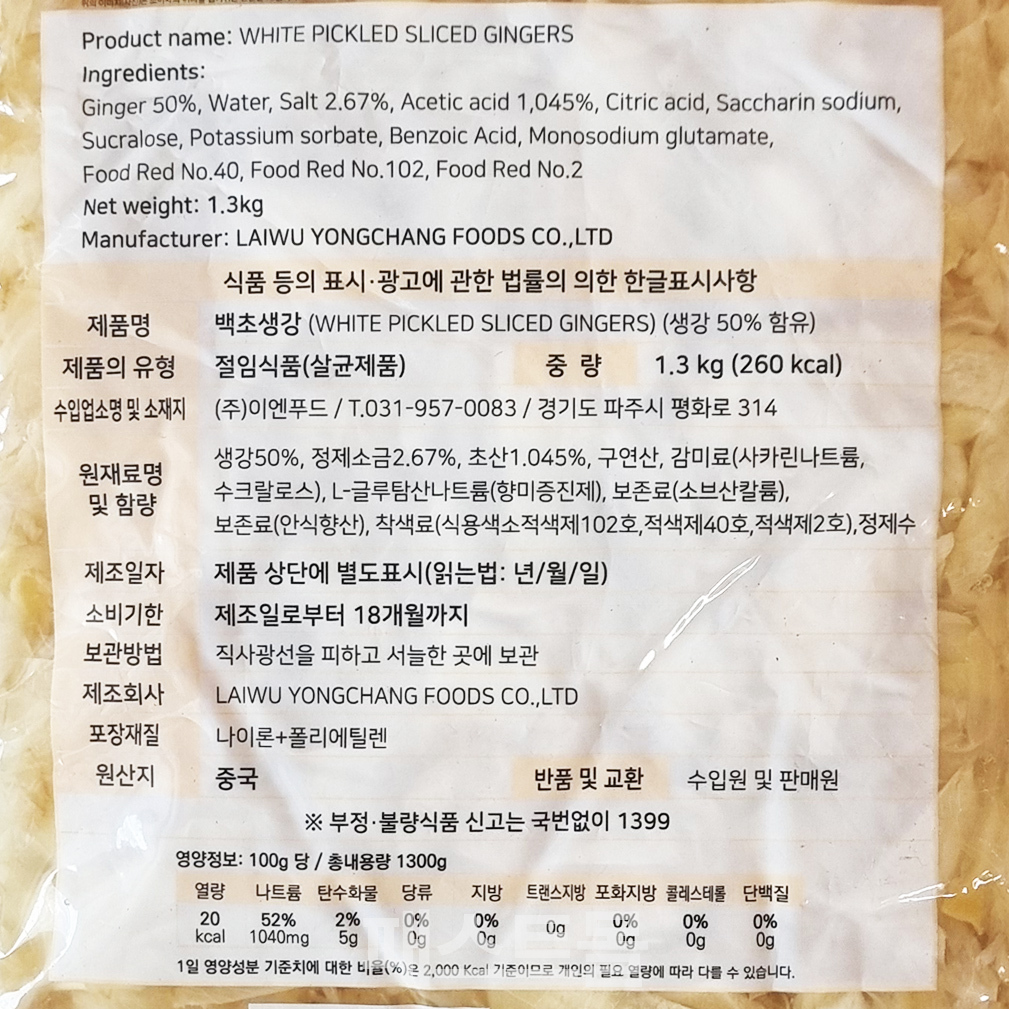 Product name: WHITE PICKLED SLICED GINGERS
Ingredients:
Ginger 50%, Water, Salt 2.67%, Acetic acid 1,045%, Citric acid, Saccharin sodium,
Sucralose, Potassium sorbate, Benzoic Acid, Monosodium glutamate,
Food Red No.40, Food Red No.102, Food Red No.2
Net weight: 1.3kg
Manufacturer: LAIWU YONGCHANG FOODS CO.,LTD
식품 등의 표시·광고에 관한 법률의 의한 한글표시사항
제품명 백초생강 (WHITE PICKLED SLICED GINGERS) (생강 50% 함유)
제품의 유형 절임식품(살균제품) 중 량 1.3 kg (260 kcal)
수입업소명 및 소재지 (주)이엔푸드 / T.031-957-0083 / 경기도 파주시 평화로 314
원재료명 및 함량
생강50%, 정제소금2.67%, 초산1.045%, 구연산, 감미료(사카린나트륨,
수크랄로스), L-글루탐산나트륨(향미증진제), 보존료(소브산칼륨),
보존료(안식향산), 착색료(식용색소적색제102호,적색제40호,적색제2호),정제수
제조일자 제품 상단에 별도표시(읽는법: 년/월/일)
소비기한 제조일로부터 18개월까지
보관방법 직사광선을 피하고 서늘한 곳에 보관
제조회사 LAIWU YONGCHANG FOODS CO.,LTD
포장재질 나이론+폴리에틸렌
원산지 중국 반품 및 교환 수입원 및 판매원
※ 부정·불량식품 신고는 국번없이 1399
영양정보: 100g 당 / 총내용량 1300g
열량 나트륨 탄수화물 당류 지방 트랜스지방 포화지방 콜레스테롤 단백질
20 52% 2% 0% 0% 0g 0% 0% 0%
kcal 1040mg 5g 0g 0g 0g 0g 0g
1일 영양성분 기준치에 대한 비율(%)은 2,000 Kcal 기준이므로 개인의 필요 열량에 따라 다를 수 있습니다.